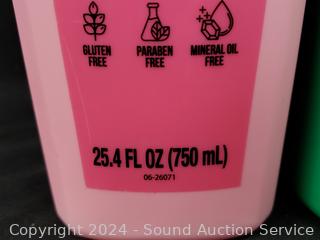 GLUTEN
FREE
PARABEN
FREE
MINERAL OIL
FREE
25.4 FL OZ (750 mL)
06-26071
Copyright 2024 - Sound Auction Service